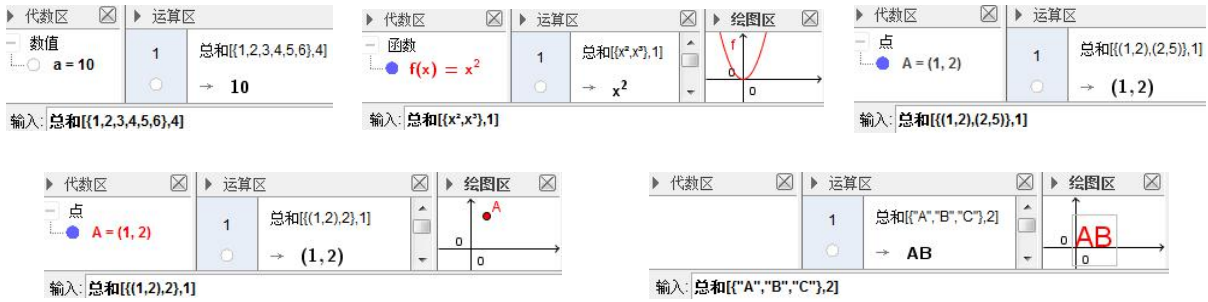 代数区 运算区
数值
a = 10
1 总和[{1,2,3,4,5,6},4]
→ 10
输入: 总和[{1,2,3,4,5,6},4]
代数区 运算区 绘图区
函数
f(x) = x²
1 总和[{x²,x³},1]
→ x²
f
0
0
输入: 总和[{x²,x³},1]
代数区 运算区
点
A = (1, 2)
1 总和[{(1,2),(2,5)},1]
→ (1,2)
输入: 总和[{(1,2),(2,5)},1]
代数区 运算区 绘图区
点
A = (1, 2)
1 总和[{(1,2),2},1]
→ (1,2)
A
0
0
输入: 总和[{(1,2),2},1]
代数区 运算区 绘图区
1 总和[{"A","B","C"},2]
→ AB
AB
0
0
输入: 总和[{"A","B","C"},2]